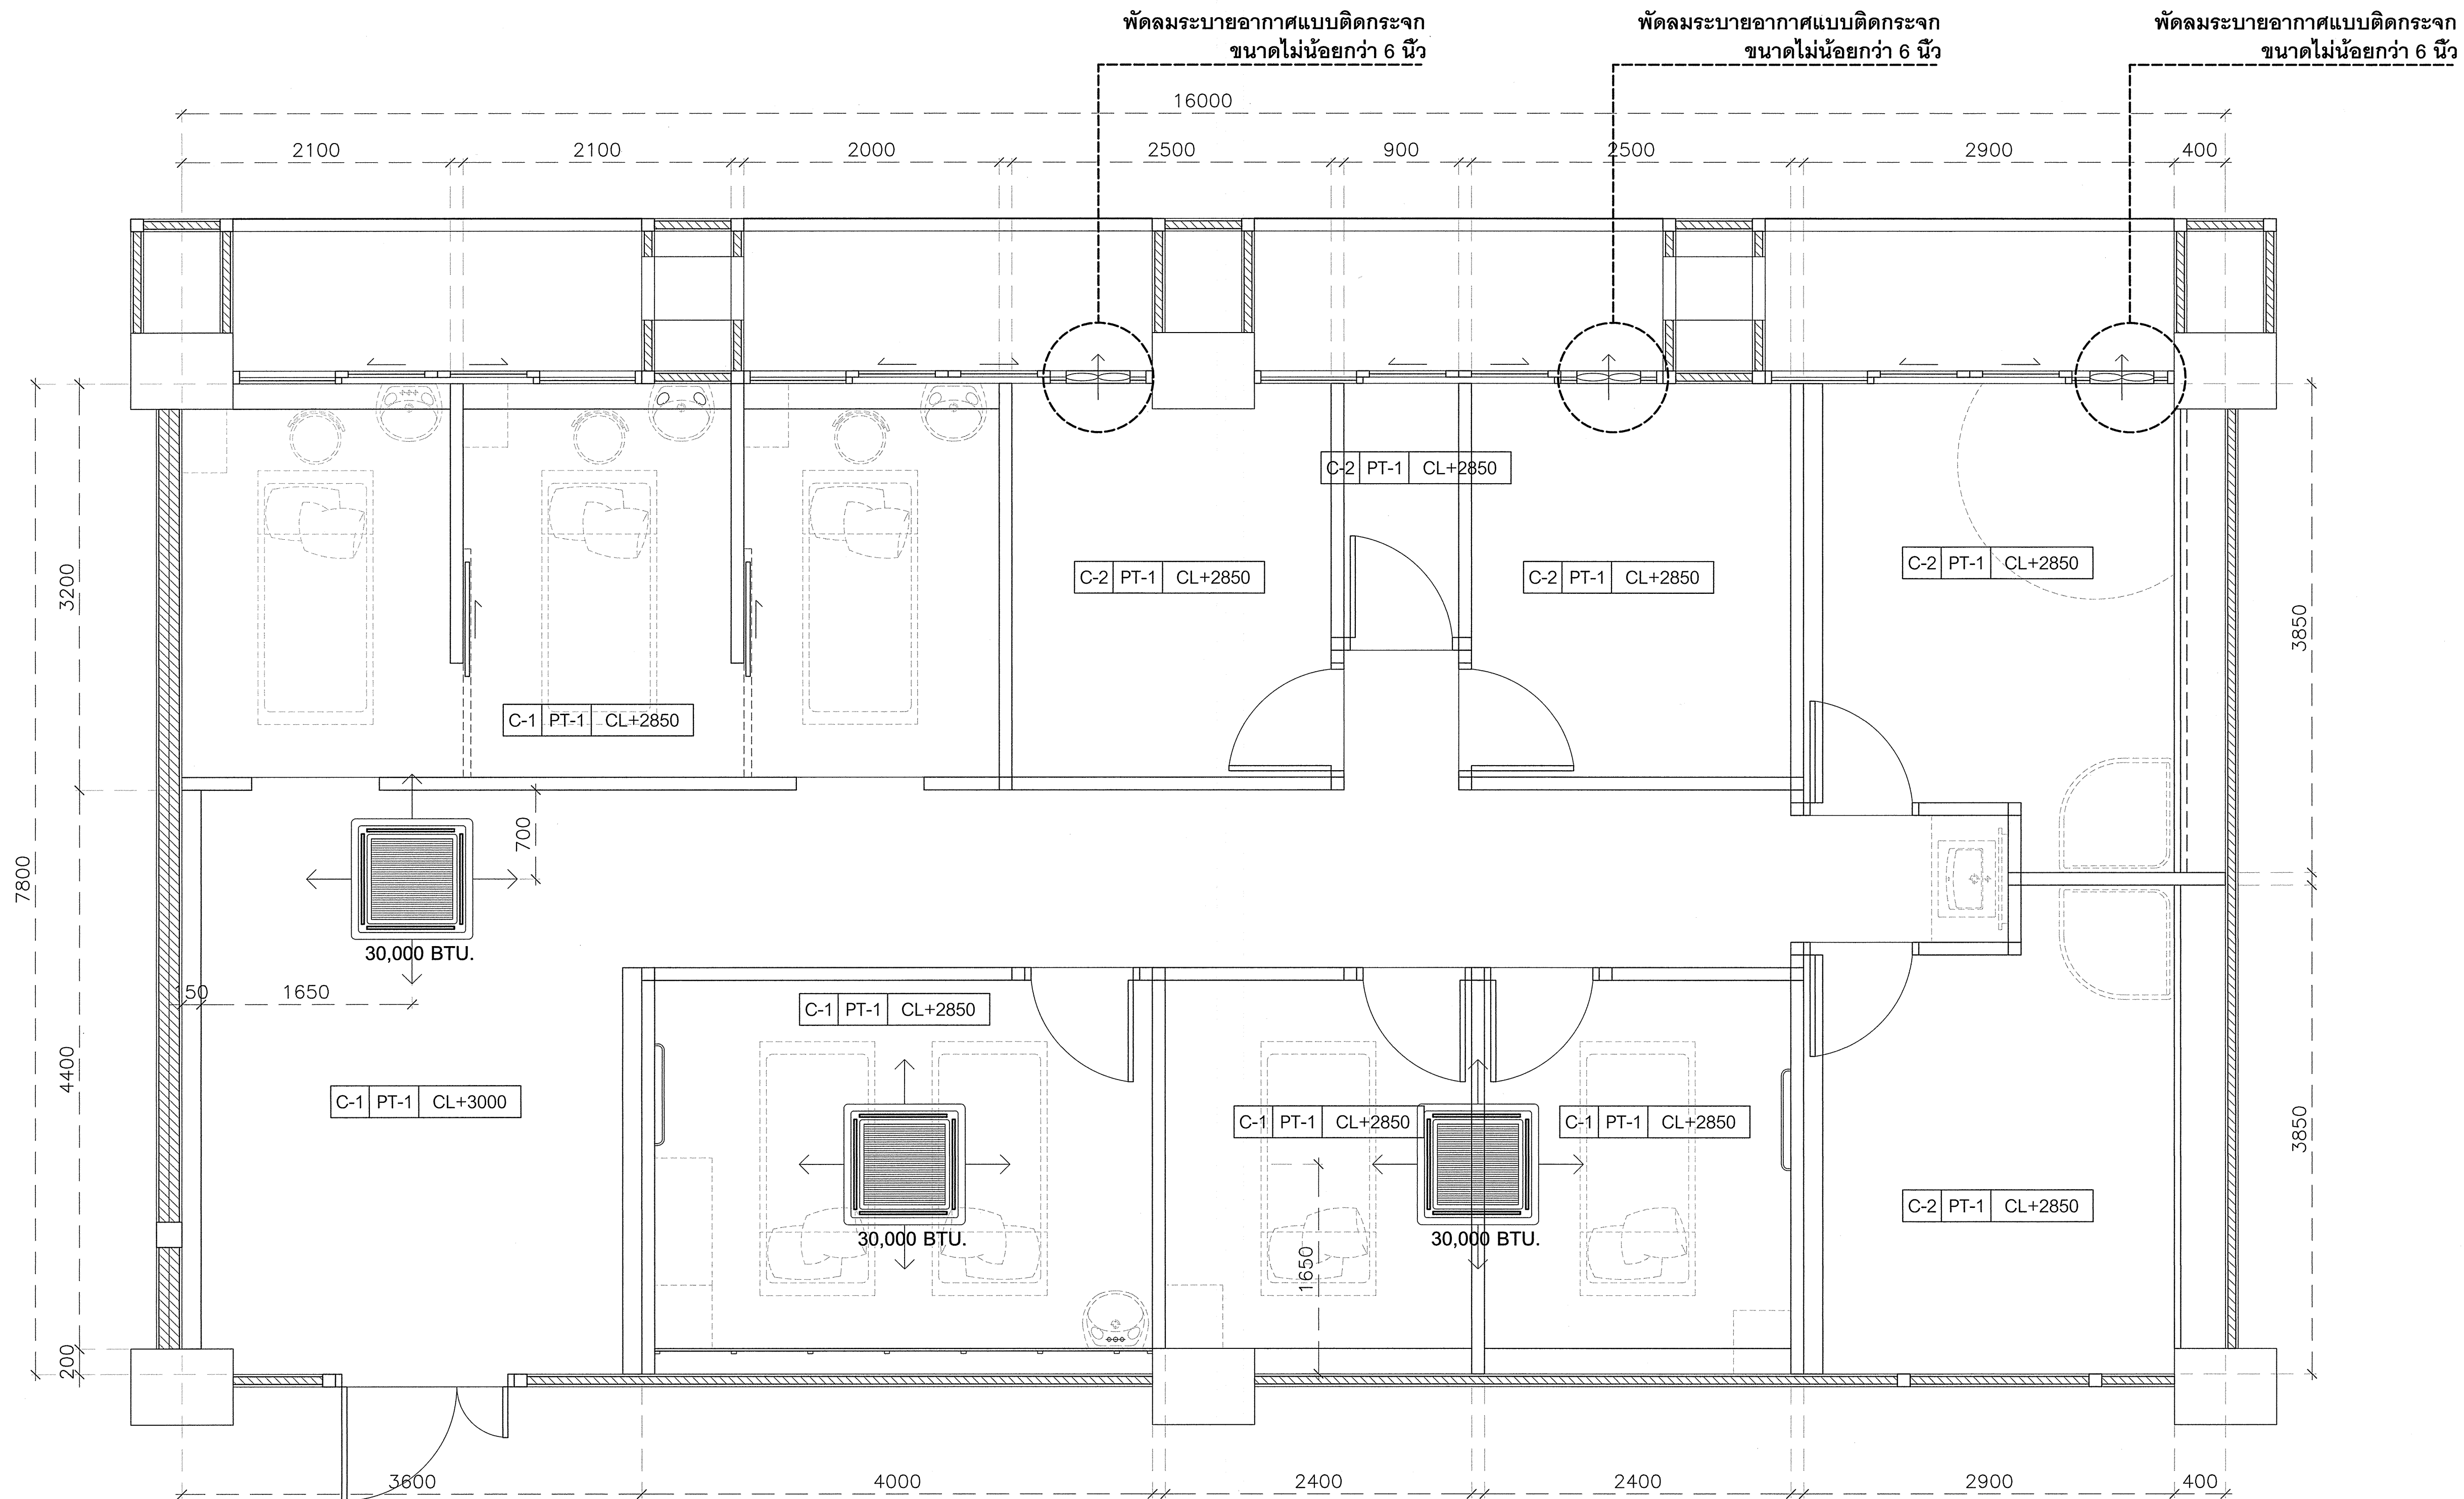 พัดลมระบายอากาศแบบติดกระจก
ขนาดไม่น้อยกว่า 6 นิ้ว
พัดลมระบายอากาศแบบติดกระจก
ขนาดไม่น้อยกว่า 6 นิ้ว
พัดลมระบายอากาศแบบติดกระจก
ขนาดไม่น้อยกว่า 6 นิ้ว
16000
2100 2100 2000 2500 900 2500 2900 400
C-2 PT-1 CL+2850
C-2 PT-1 CL+2850
C-2 PT-1 CL+2850
C-2 PT-1 CL+2850
3200
3850
C-1 PT-1 CL+2850
700
7800
30,000 BTU.
150 1650
C-1 PT-1 CL+2850
4400
C-1 PT-1 CL+3000
C-1 PT-1 CL+2850
C-1 PT-1 CL+2850
3850
C-2 PT-1 CL+2850
30,000 BTU.
30,000 BTU.
1650
200
3600 4000 2400 2400 2900 400